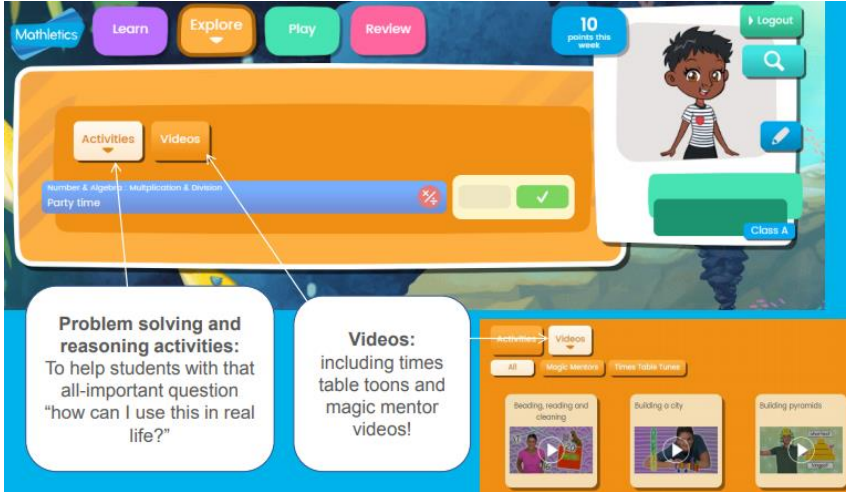 Mathletics
Learn
Explore
Play
Review
10
points this
week
Logout
Activities
Videos
Number & Algebra : Multiplication & Division
Party time
Class A
Problem solving and
reasoning activities:
To help students with that
all-important question
“how can I use this in real
life?”
Videos:
including times
table toons and
magic mentor
videos!
Activities
Videos
All
Magic Mentors
Times Table Tunes
Beading, reading and
cleaning
Building a city
Building pyramids